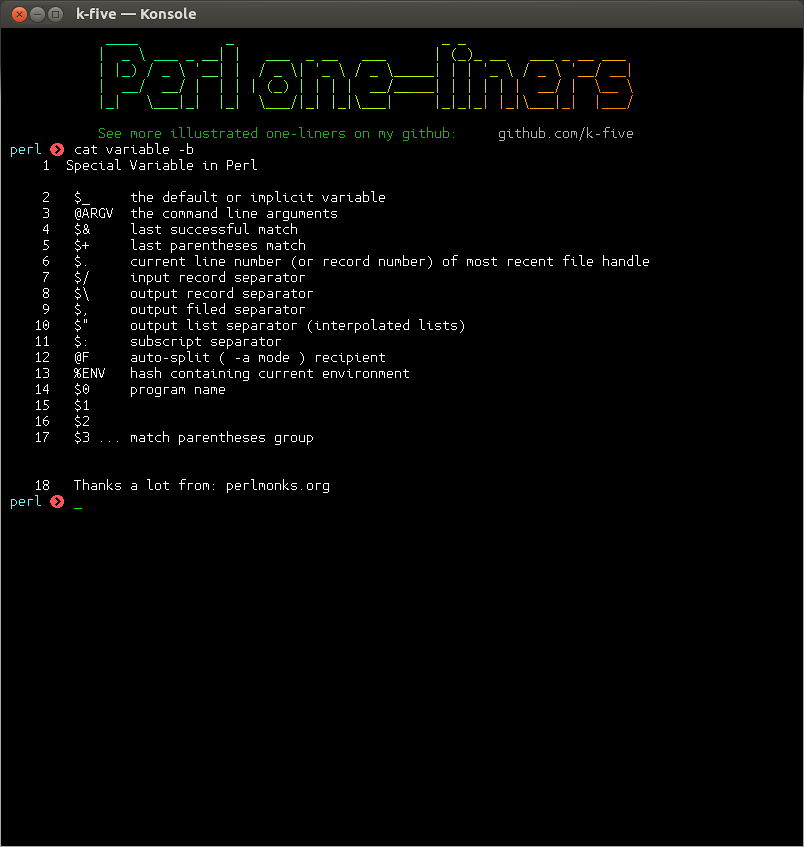 k-five — Konsole
Perl one-liners
See more illustrated one-liners on my github: github.com/k-five
perl cat variable -b
1 Special Variable in Perl
2 $_ the default or implicit variable
3 @ARGV the command line arguments
4 $& last successful match
5 $+ last parentheses match
6 $. current line number (or record number) of most recent file handle
7 $/ input record separator
8 $\ output record separator
9 $, output filed separator
10 $" output list separator (interpolated lists)
11 $: subscript separator
12 @F auto-split ( -a mode ) recipient
13 %ENV hash containing current environment
14 $0 program name
15 $1
16 $2
17 $3 ... match parentheses group
18 Thanks a lot from: perlmonks.org
perl _